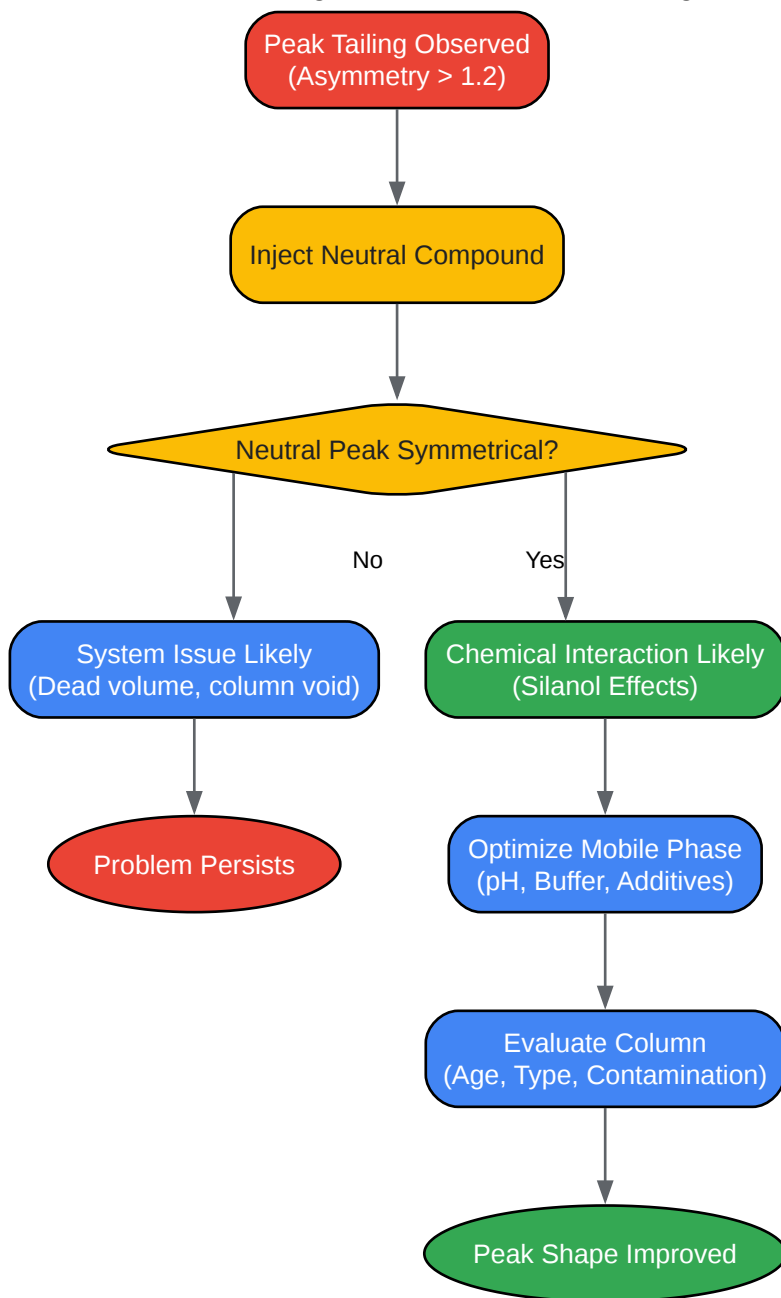 Peak Tailing Observed
(Asymmetry > 1.2)
Inject Neutral Compound
Neutral Peak Symmetrical?
No
Yes
System Issue Likely
(Dead volume, column void)
Chemical Interaction Likely
(Silanol Effects)
Problem Persists
Optimize Mobile Phase
(pH, Buffer, Additives)
Evaluate Column
(Age, Type, Contamination)
Peak Shape Improved